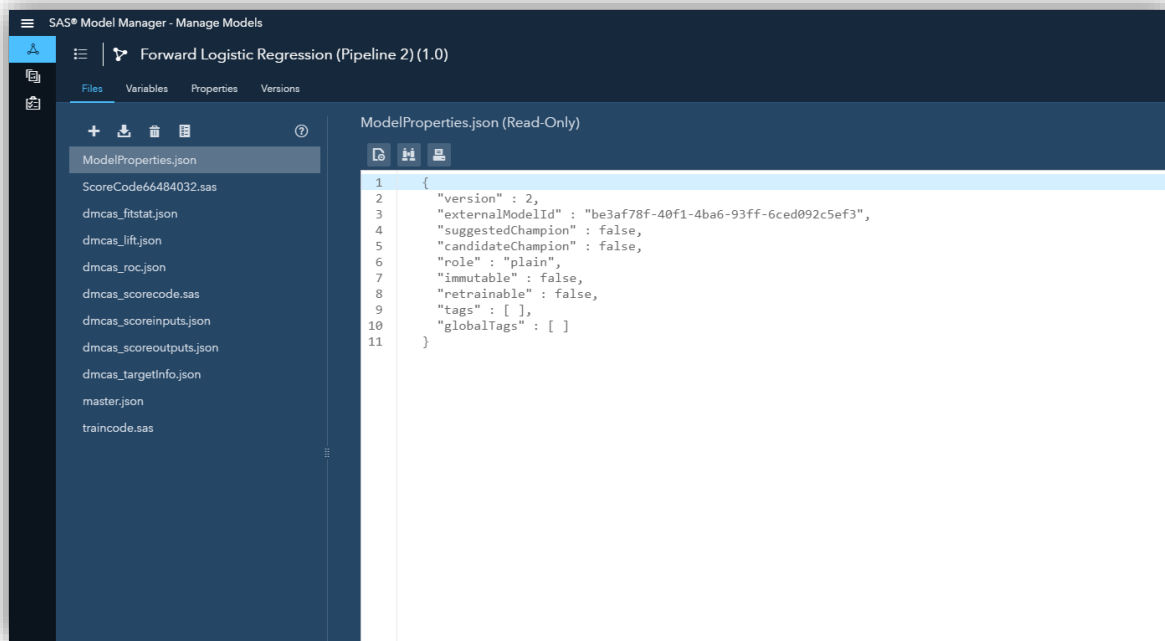 SAS® Model Manager - Manage Models
Forward Logistic Regression (Pipeline 2) (1.0)
Files Variables Properties Versions
ModelProperties.json
ScoreCode66484032.sas
dmcas_fitstat.json
dmcas_lift.json
dmcas_roc.json
dmcas_scorecode.sas
dmcas_scoreinputs.json
dmcas_scoreoutputs.json
dmcas_targetInfo.json
master.json
traincode.sas
ModelProperties.json (Read-Only)
1 {
2 "version" : 2,
3 "externalModelId" : "be3af78f-40f1-4ba6-93ff-6ced092c5ef3",
4 "suggestedChampion" : false,
5 "candidateChampion" : false,
6 "role" : "plain",
7 "immutable" : false,
8 "retrainable" : false,
9 "tags" : [ ],
10 "globalTags" : [ ]
11 }